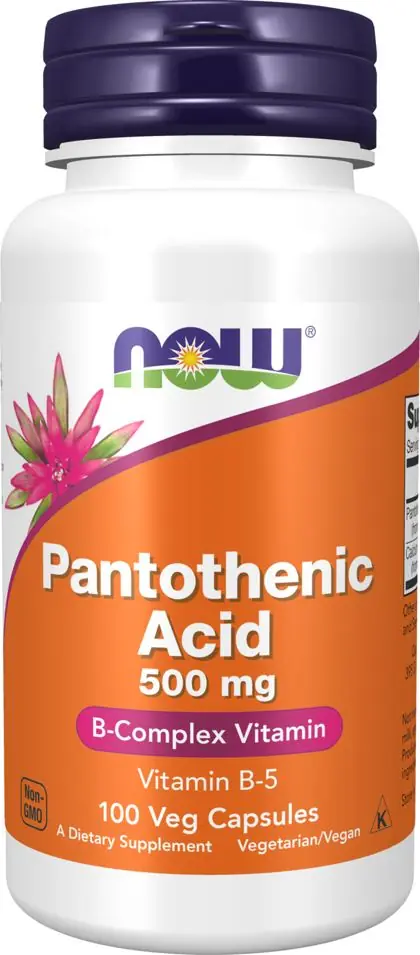 now®
Pantothenic
Acid
500 mg
B-Complex Vitamin
Vitamin B-5
100 Veg Capsules
Non-
GMO
A Dietary Supplement
Vegetarian/Vegan
K